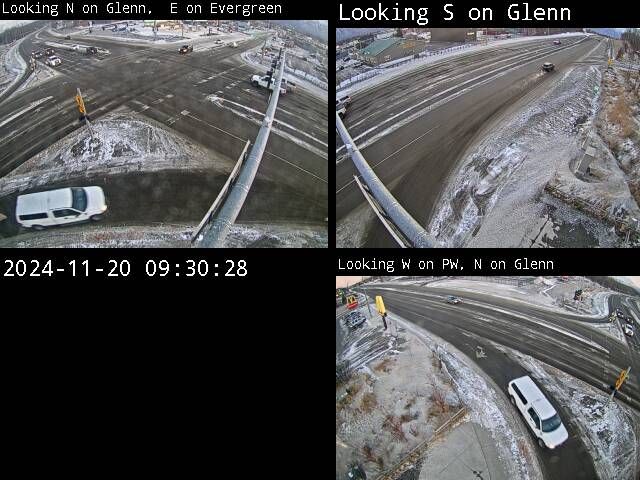 Looking N on Glenn,  E on Evergreen
Looking S on Glenn
2024-11-20 09:30:28
Looking W on PW, N on Glenn